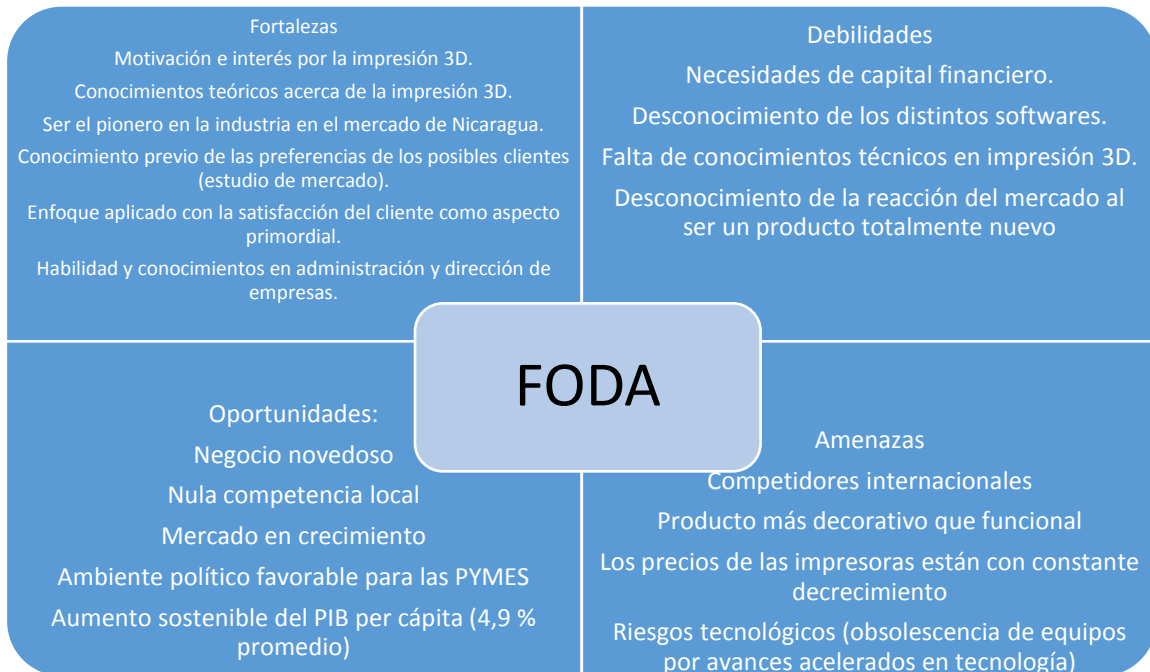 Fortalezas
Motivación e interés por la impresión 3D.
Conocimientos teóricos acerca de la impresión 3D.
Ser el pionero en la industria en el mercado de Nicaragua.
Conocimiento previo de las preferencias de los posibles clientes
(estudio de mercado).
Enfoque aplicado con la satisfacción del cliente como aspecto
primordial.
Habilidad y conocimientos en administración y dirección de
empresas.
Debilidades
Necesidades de capital financiero.
Desconocimiento de los distintos softwares.
Falta de conocimientos técnicos en impresión 3D.
Desconocimiento de la reacción del mercado al
ser un producto totalmente nuevo
FODA
Oportunidades:
Negocio novedoso
Nula competencia local
Mercado en crecimiento
Ambiente político favorable para las PYMES
Aumento sostenible del PIB per cápita (4,9 %
promedio)
Amenazas
Competidores internacionales
Producto más decorativo que funcional
Los precios de las impresoras están con constante
decrecimiento
Riesgos tecnológicos (obsolescencia de equipos
por avances acelerados en tecnología)